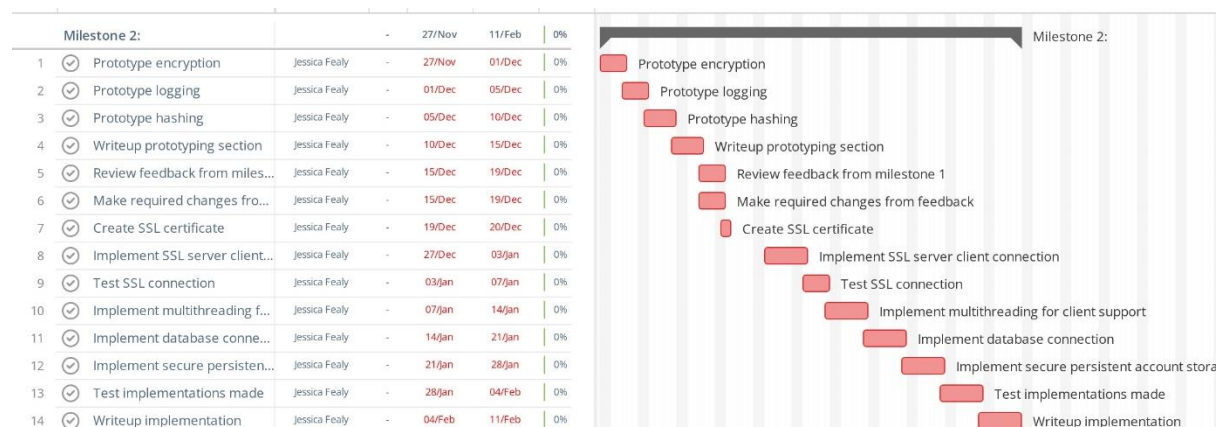 Milestone 2: - 27/Nov 11/Feb 0% Milestone 2:
1 Prototype encryption Jessica Fealy - 27/Nov 01/Dec 0% Prototype encryption
2 Prototype logging Jessica Fealy - 01/Dec 05/Dec 0% Prototype logging
3 Prototype hashing Jessica Fealy - 05/Dec 10/Dec 0% Prototype hashing
4 Writeup prototyping section Jessica Fealy - 10/Dec 15/Dec 0% Writeup prototyping section
5 Review feedback from miles... Jessica Fealy - 15/Dec 19/Dec 0% Review feedback from milestone 1
6 Make required changes fro... Jessica Fealy - 15/Dec 19/Dec 0% Make required changes from feedback
7 Create SSL certificate Jessica Fealy - 19/Dec 20/Dec 0% Create SSL certificate
8 Implement SSL server client... Jessica Fealy - 27/Dec 03/Jan 0% Implement SSL server client connection
9 Test SSL connection Jessica Fealy - 03/Jan 07/Jan 0% Test SSL connection
10 Implement multithreading f... Jessica Fealy - 07/Jan 14/Jan 0% Implement multithreading for client support
11 Implement database conne... Jessica Fealy - 14/Jan 21/Jan 0% Implement database connection
12 Implement secure persisten... Jessica Fealy - 21/Jan 28/Jan 0% Implement secure persistent account stora
13 Test implementations made Jessica Fealy - 28/Jan 04/Feb 0% Test implementations made
14 Writeup implementation Jessica Fealy - 04/Feb 11/Feb 0% Writeup implementation